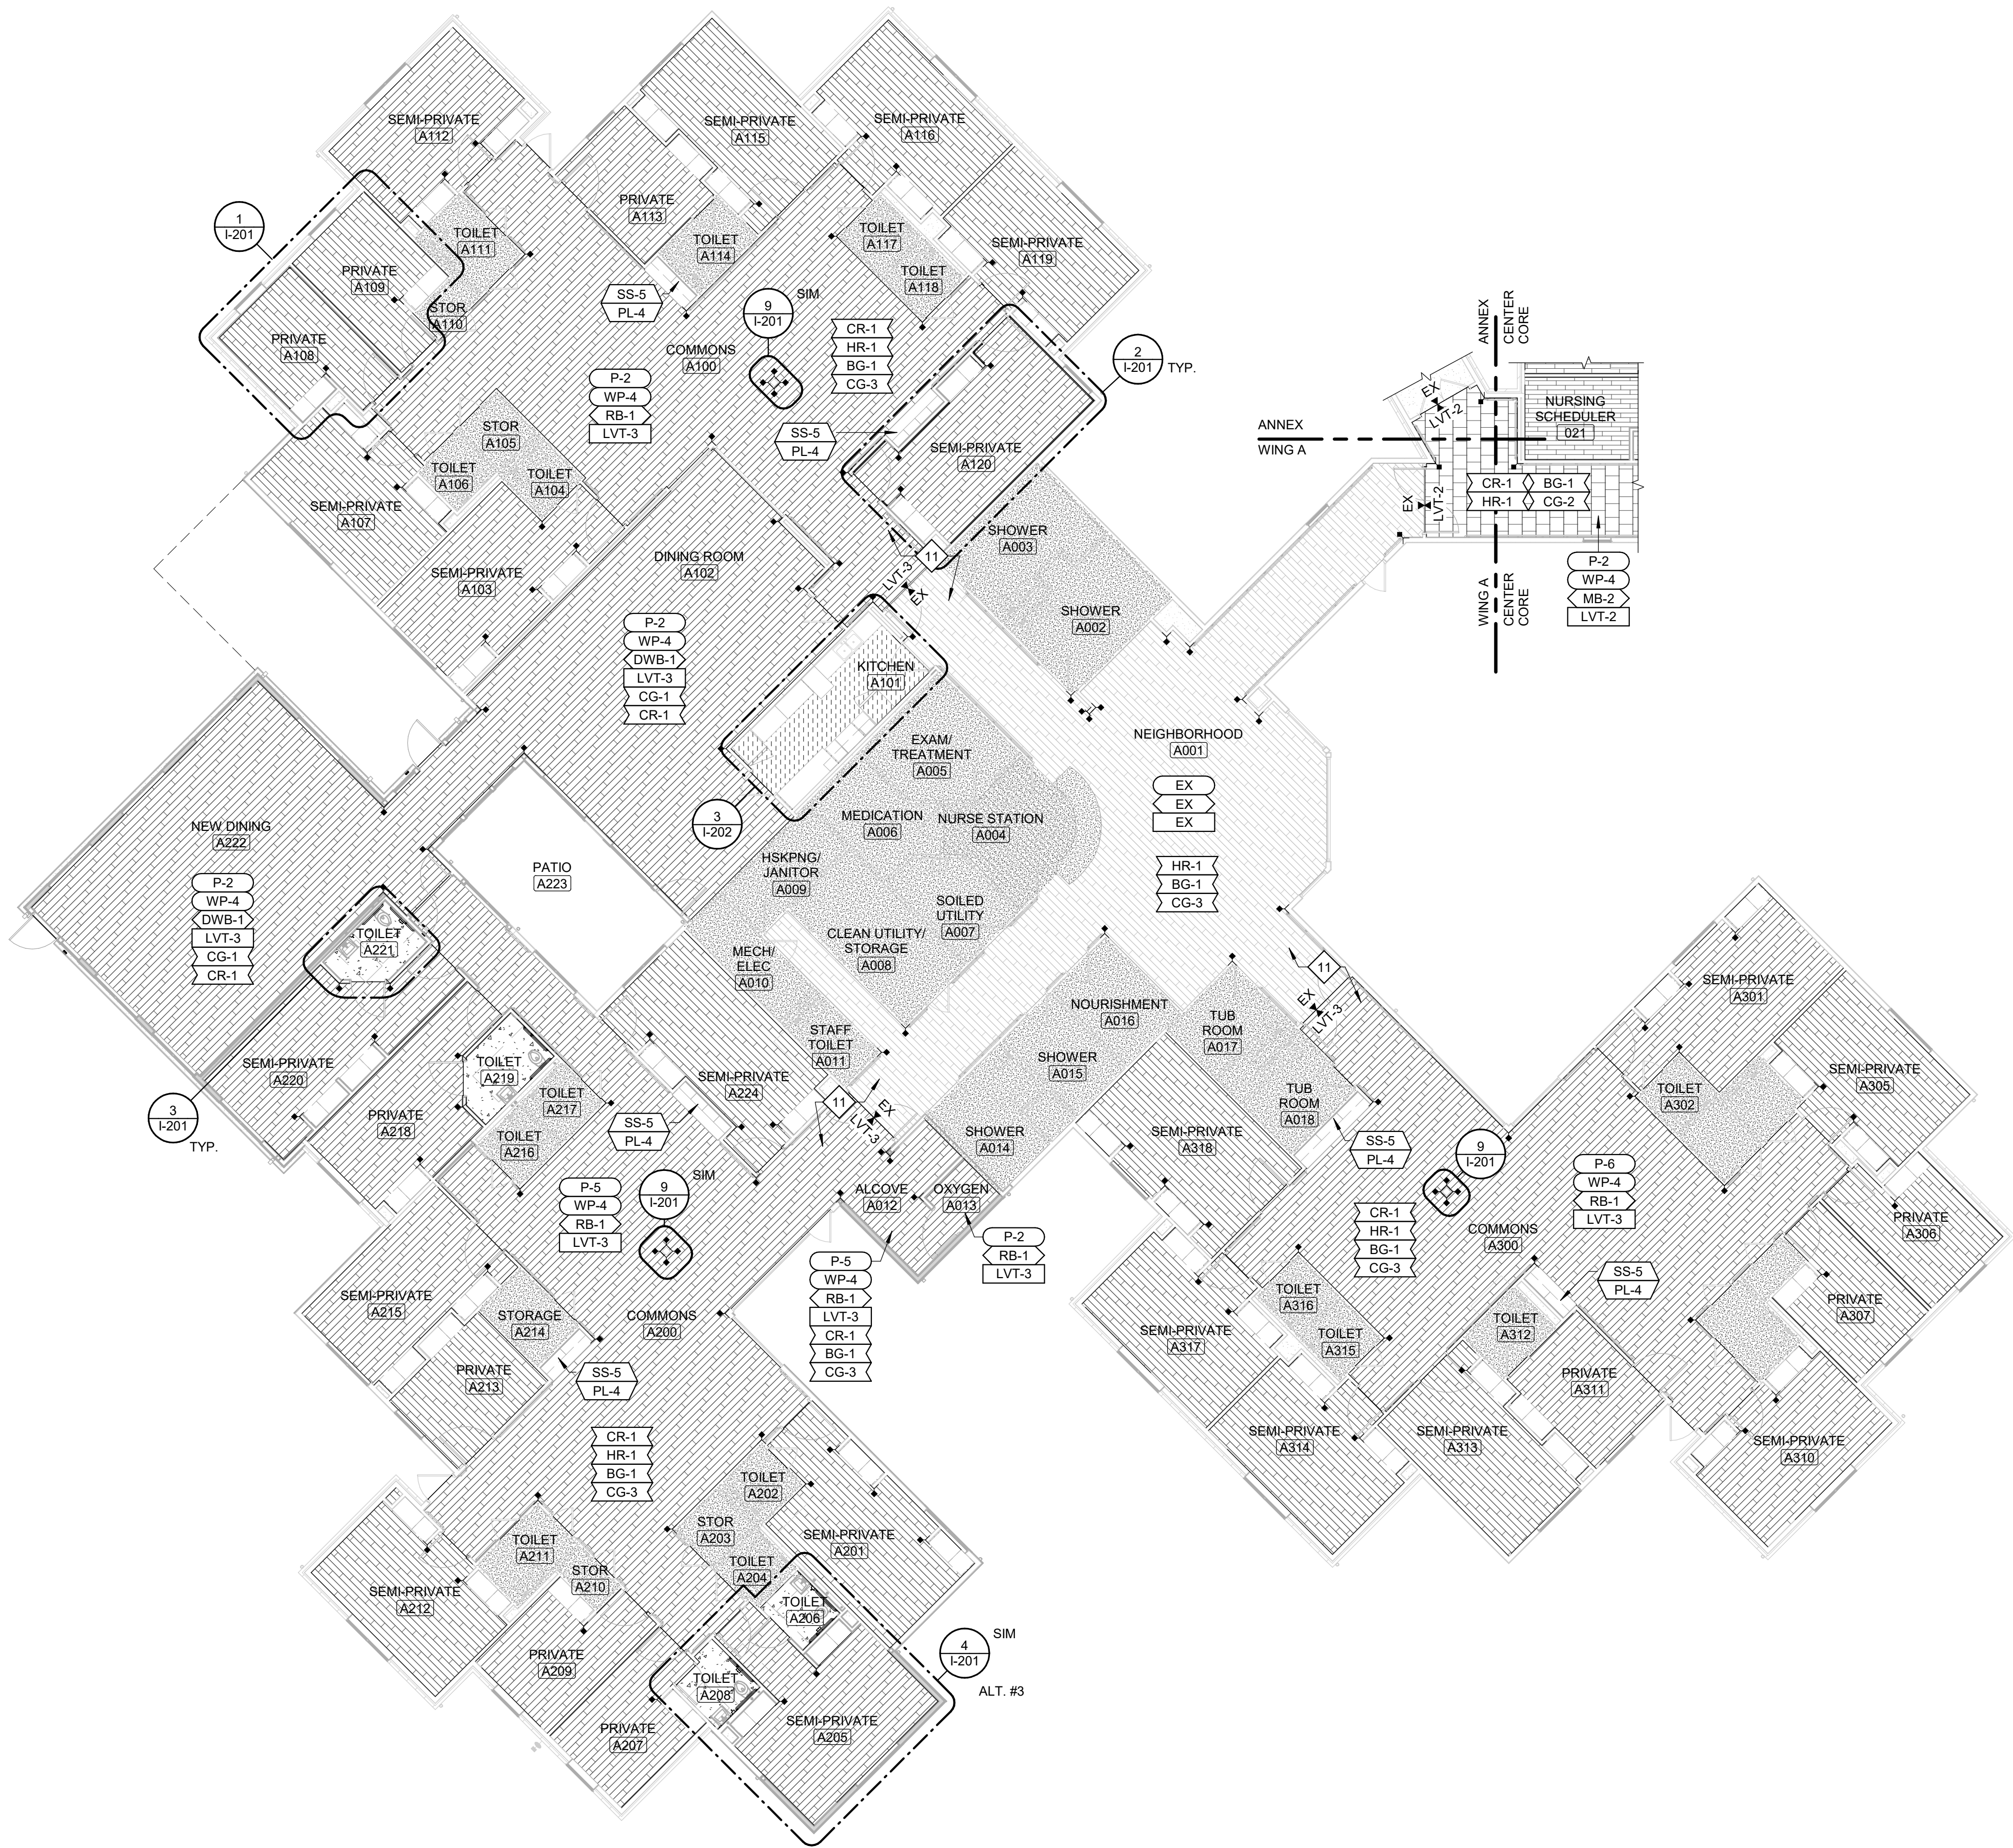 SEMI-PRIVATE
A112
SEMI-PRIVATE
A115
SEMI-PRIVATE
A116
PRIVATE
A113
TOILET
A111
TOILET
A114
TOILET
A117
TOILET
A118
SEMI-PRIVATE
A119
1
I-201
PRIVATE
A109
STOR
A110
PRIVATE
A108
SS-5
PL-4
9
I-201
SIM
CR-1
HR-1
BG-1
CG-3
COMMONS
A100
P-2
WP-4
RB-1
LVT-3
2
I-201
TYP.
SS-5
PL-4
SEMI-PRIVATE
A120
STOR
A105
TOILET
A106
TOILET
A104
SEMI-PRIVATE
A107
SEMI-PRIVATE
A103
DINING ROOM
A102
SHOWER
A003
11
LVT-3
EX
SHOWER
A002
P-2
WP-4
DWB-1
LVT-3
CG-1
CR-1
KITCHEN
A101
ANNEX
CENTER
CORE
EX
LVT-2
NURSING
SCHEDULER
021
ANNEX
WING A
EX
LVT-2
CR-1
BG-1
HR-1
CG-2
WING A
CENTER
CORE
P-2
WP-4
MB-2
LVT-2
NEIGHBORHOOD
A001
EX
EX
EX
HR-1
BG-1
CG-3
EXAM/
TREATMENT
A005
MEDICATION
A006
NURSE STATION
A004
3
I-202
HSKPNG/
JANITOR
A009
SOILED
UTILITY
A007
CLEAN UTILITY/
STORAGE
A008
MECH/
ELEC
A010
STAFF
TOILET
A011
NEW DINING
A222
P-2
WP-4
DWB-1
LVT-3
CG-1
CR-1
PATIO
A223
TOILET
A221
SEMI-PRIVATE
A220
3
I-201
TYP.
TOILET
A219
TOILET
A217
TOILET
A216
PRIVATE
A218
SEMI-PRIVATE
A224
SS-5
PL-4
11
EX
LVT-3
NOURISHMENT
A016
SHOWER
A015
SHOWER
A014
TUB
ROOM
A017
TUB
ROOM
A018
11
EX
LVT-3
ALCOVE
A012
OXYGEN
A013
P-2
RB-1
LVT-3
P-5
WP-4
RB-1
LVT-3
CR-1
BG-1
CG-3
P-5
WP-4
RB-1
LVT-3
9
I-201
SIM
SEMI-PRIVATE
A215
STORAGE
A214
COMMONS
A200
PRIVATE
A213
SS-5
PL-4
CR-1
HR-1
BG-1
CG-3
TOILET
A202
STOR
A203
TOILET
A204
SEMI-PRIVATE
A201
TOILET
A211
STOR
A210
SEMI-PRIVATE
A212
TOILET
A206
PRIVATE
A209
TOILET
A208
PRIVATE
A207
SEMI-PRIVATE
A205
4
I-201
SIM
ALT. #3
SEMI-PRIVATE
A301
SEMI-PRIVATE
A305
TOILET
A302
SEMI-PRIVATE
A318
SS-5
PL-4
9
I-201
P-6
WP-4
RB-1
LVT-3
CR-1
HR-1
BG-1
CG-3
COMMONS
A300
PRIVATE
A306
SS-5
PL-4
PRIVATE
A307
TOILET
A316
TOILET
A315
SEMI-PRIVATE
A317
TOILET
A312
PRIVATE
A311
SEMI-PRIVATE
A314
SEMI-PRIVATE
A313
SEMI-PRIVATE
A310